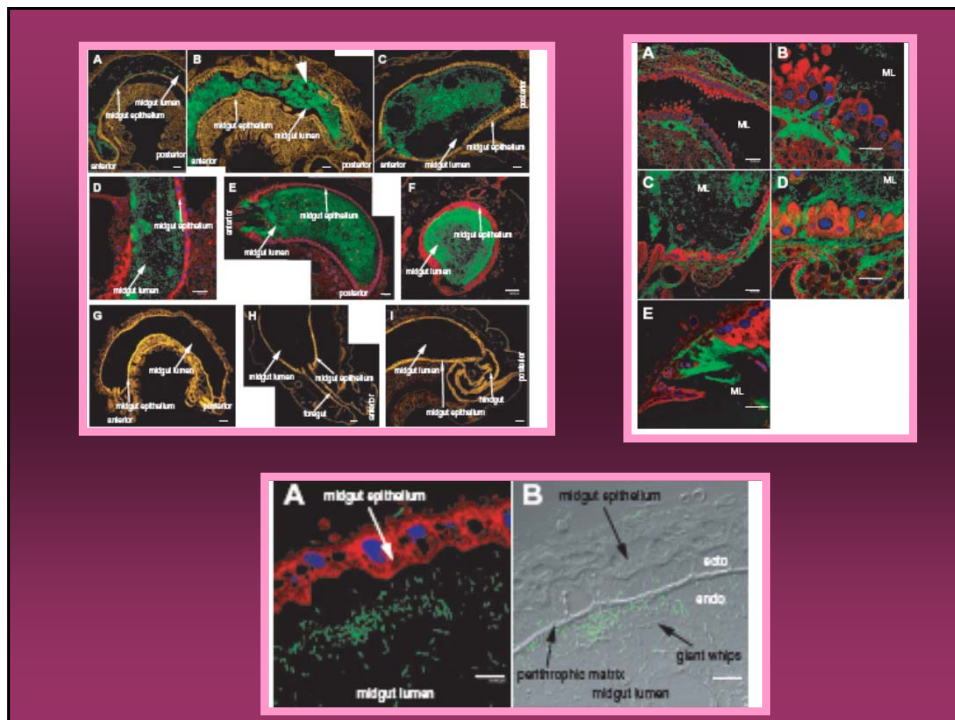 A
midgut lumen
midgut epithelium
anterior
posterior
B
midgut epithelium
midgut lumen
anterior
posterior
C
posterior
midgut epithelium
midgut lumen
anterior
D
midgut epithelium
midgut lumen
E
anterior
midgut epithelium
midgut lumen
posterior
F
midgut epithelium
midgut lumen
G
midgut lumen
midgut epithelium
posterior
anterior
H
midgut lumen
midgut epithelium
foregut
anterior
I
midgut lumen
posterior
hindgut
midgut epithelium
anterior
A
ML
B
ML
C
ML
D
ML
E
ML
A
midgut epithelium
midgut lumen
B
midgut epithelium
ecto
endo
giant whips
perithrophic matrix
midgut lumen